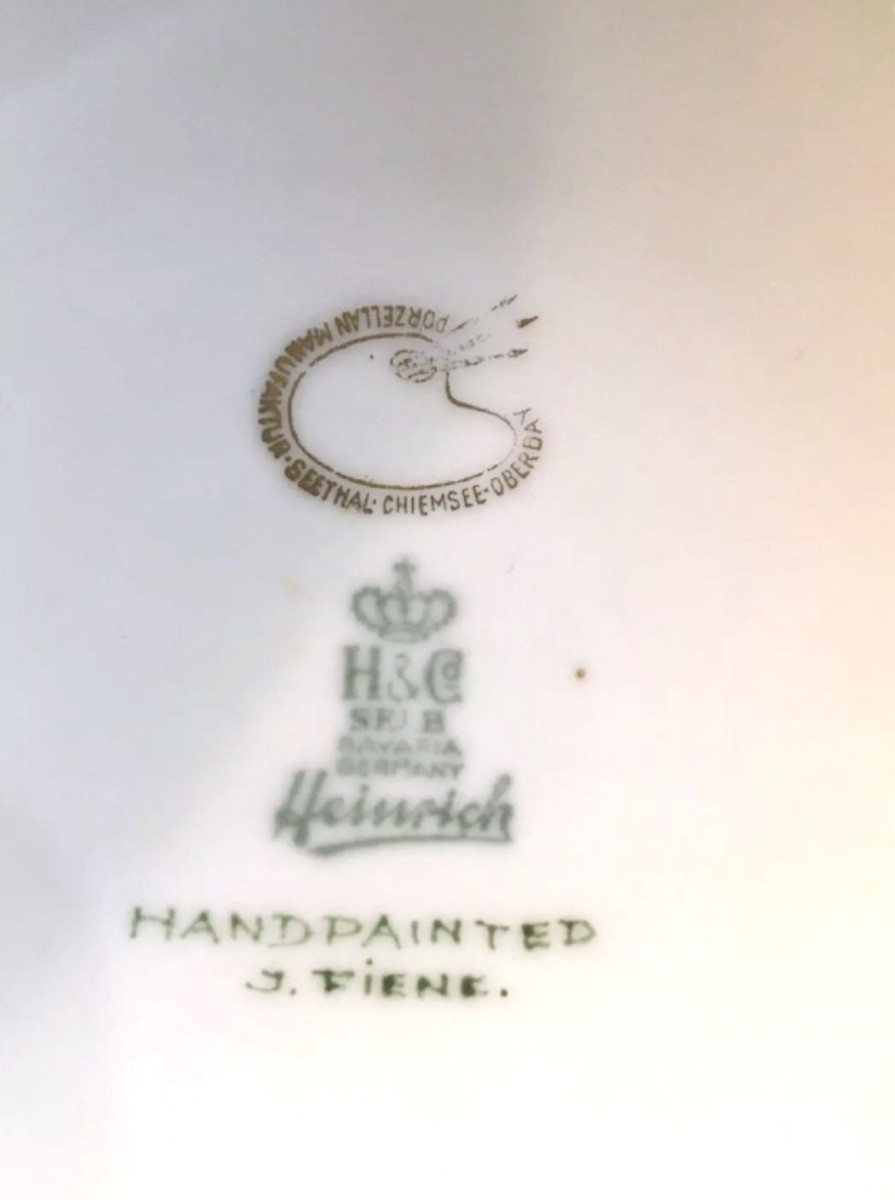 PORZELLAN MANUFAKTUR · SEETHAL · CHIEMSEE · OBERBAY
H & Co
SELB
BAVARIA
GERMANY
Heinrich
HANDPAINTED
J. FIENE.